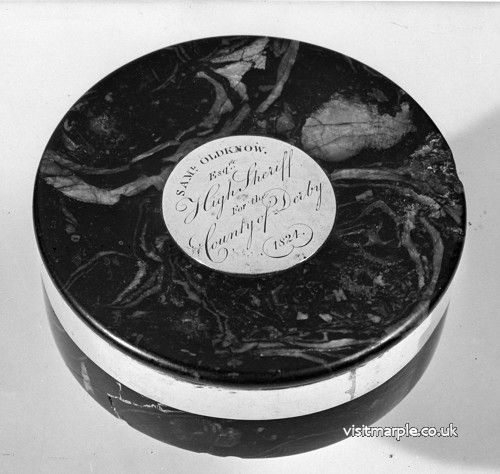 SAML. OLDKNOW.
Esqre
High Sheriff
For the
County of Derby
1824.
visitmarple.co.uk